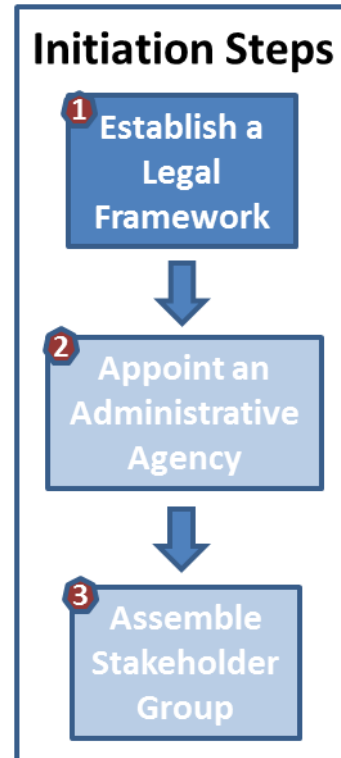 Initiation Steps
1
Establish a
Legal
Framework
2
Appoint an
Administrative
Agency
3
Assemble
Stakeholder
Group